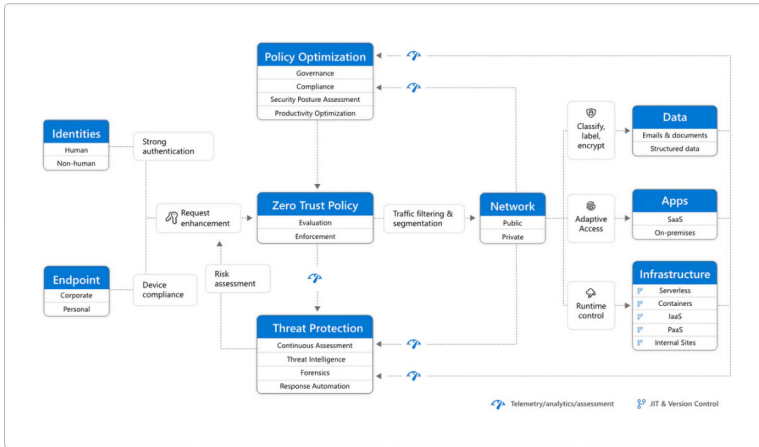 Policy Optimization
Governance
Compliance
Security Posture Assessment
Productivity Optimization
Identities
Human
Non-human
Strong
authentication
Request
enhancement
Zero Trust Policy
Evaluation
Enforcement
Traffic filtering &
segmentation
Network
Public
Private
Classify,
label,
encrypt
Data
Emails & documents
Structured data
Adaptive
Access
Apps
SaaS
On-premises
Endpoint
Corporate
Personal
Device
compliance
Risk
assessment
Threat Protection
Continuous Assessment
Threat Intelligence
Forensics
Response Automation
Runtime
control
Infrastructure
Serverless
Containers
IaaS
PaaS
Internal Sites
Telemetry/analytics/assessment
JIT & Version Control